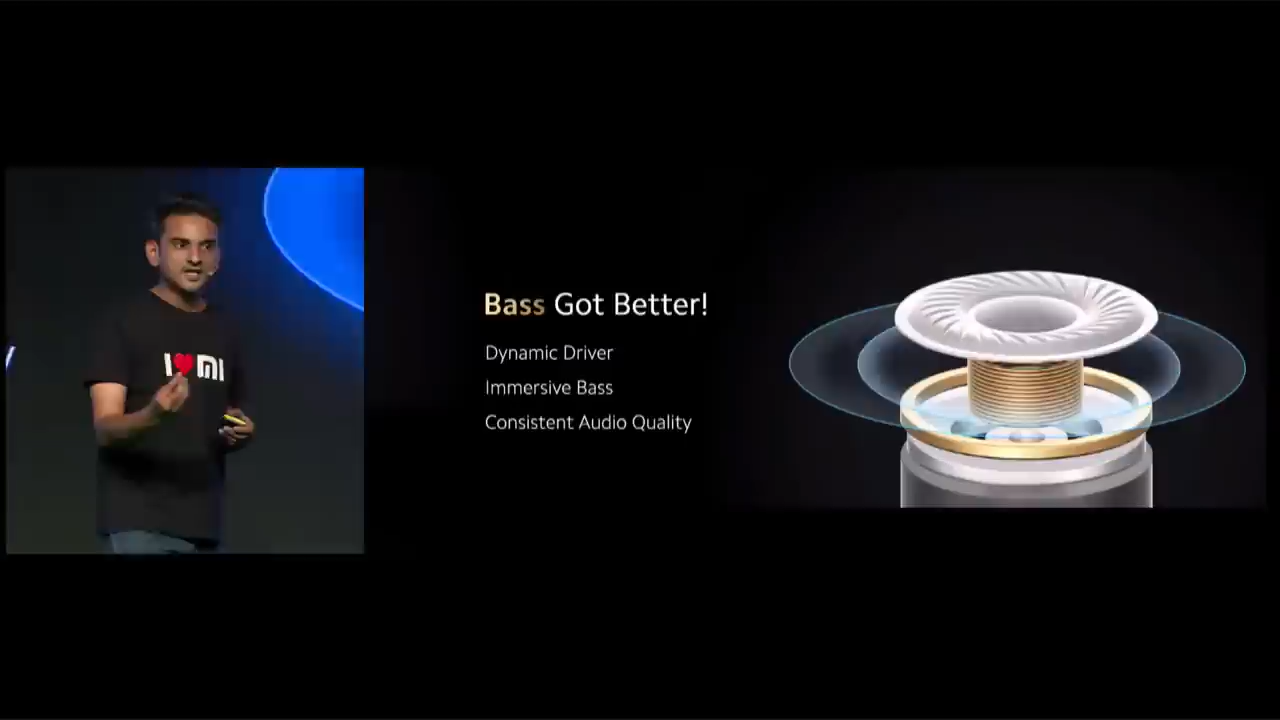 I ❤ MI
Bass Got Better!
Dynamic Driver
Immersive Bass
Consistent Audio Quality